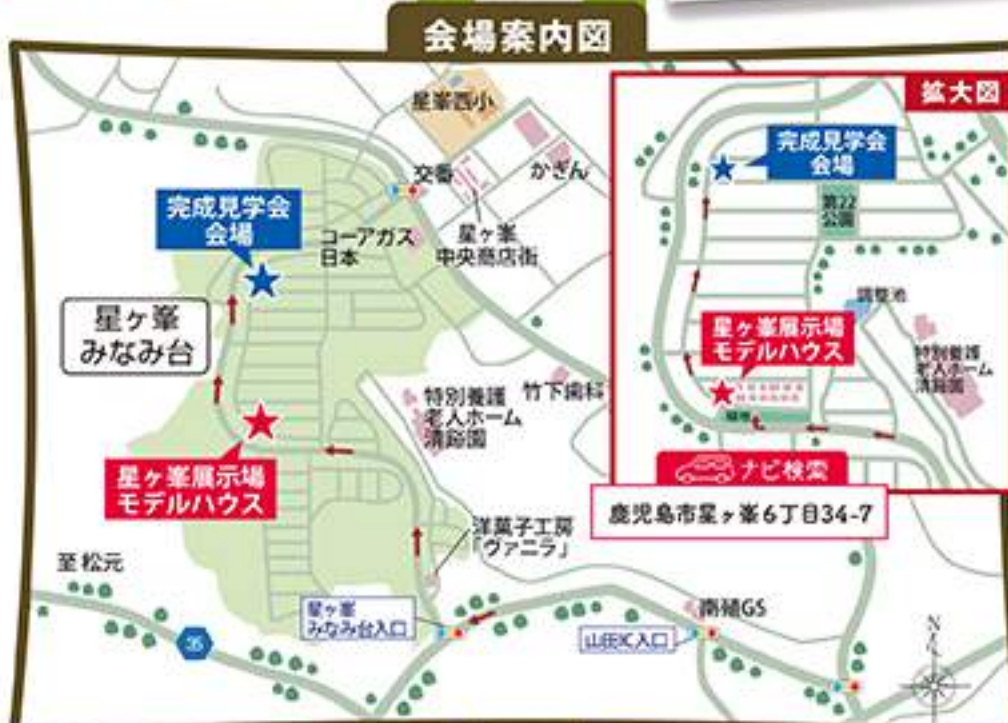 会場案内図
星峯西小
交番
かぎん
完成見学会
会場
コーアガス
日本
星ヶ峯
中央商店街
星ヶ峯
みなみ台
特別養護
老人ホーム
清谿園
竹下歯科
星ヶ峯展示場
モデルハウス
洋菓子工房
「ヴァニラ」
至松元
星ヶ峯
みなみ台入口
35
南殖GS
山田IC入口
N
拡大図
完成見学会
会場
第22
公園
調整池
星ヶ峯展示場
モデルハウス
特別養護
老人ホーム
清谿園
ナビ検索
鹿児島市星ヶ峯6丁目34-7